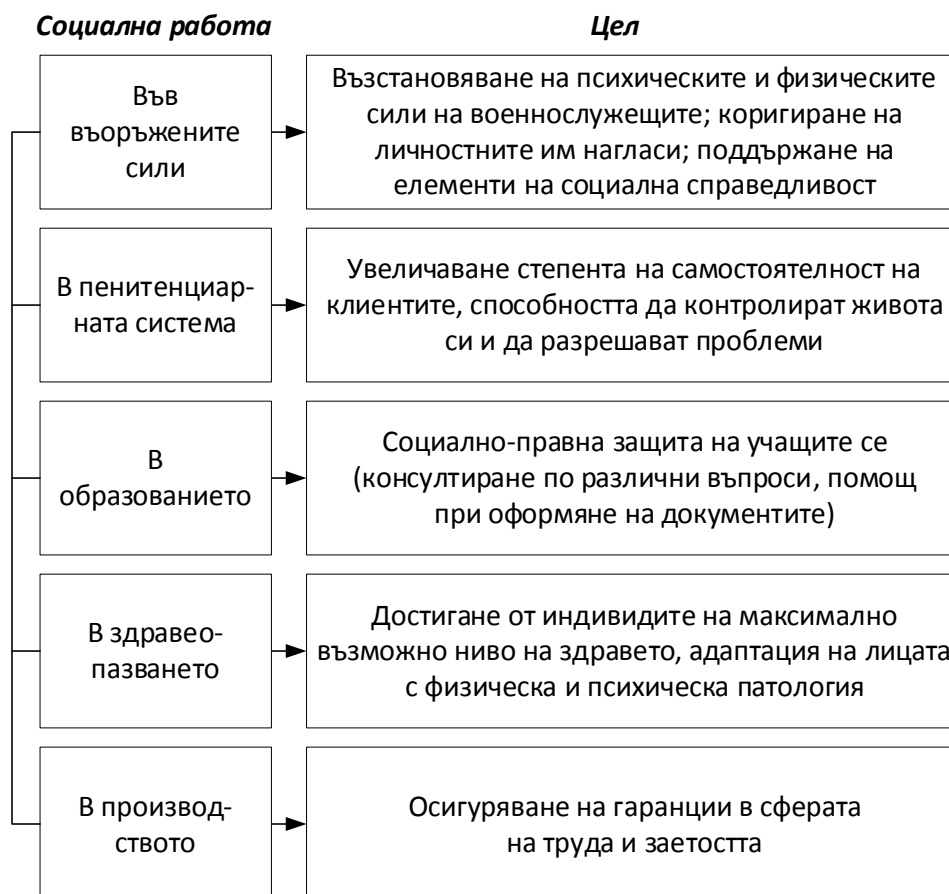 Социална работа
Цел
Във
въоръжените
сили
Възстановяване на психическите и физическите
сили на военнослужещите; коригиране на
личностните им нагласи; поддържане на
елементи на социална справедливост
В пенитенциар-
ната система
Увеличаване степента на самостоятелност на
клиентите, способността да контролират живота
си и да разрешават проблеми
В
образованието
Социално-правна защита на учащите се
(консултиране по различни въпроси, помощ
при оформяне на документите)
В здравео-
пазването
Достигане от индивидите на максимално
възможно ниво на здравето, адаптация на лицата
с физическа и психическа патология
В производ-
ството
Осигуряване на гаранции в сферата
на труда и заетостта